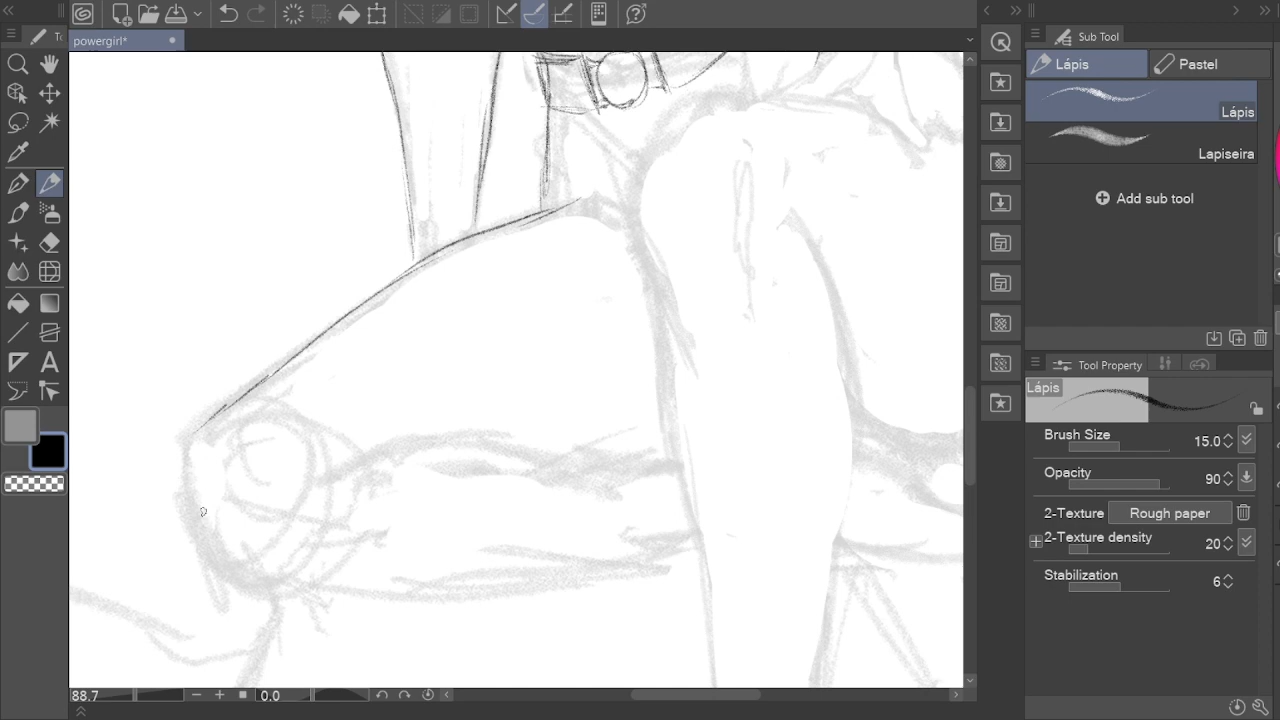 Sub Tool
powergirl*
Lápis
Pastel
Lápis
Lapiseira
Add sub tool
Tool Property
Lápis
Brush Size
15.0
Opacity
90
2-Texture
Rough paper
2-Texture density
20
Stabilization
6
88.7
0.0